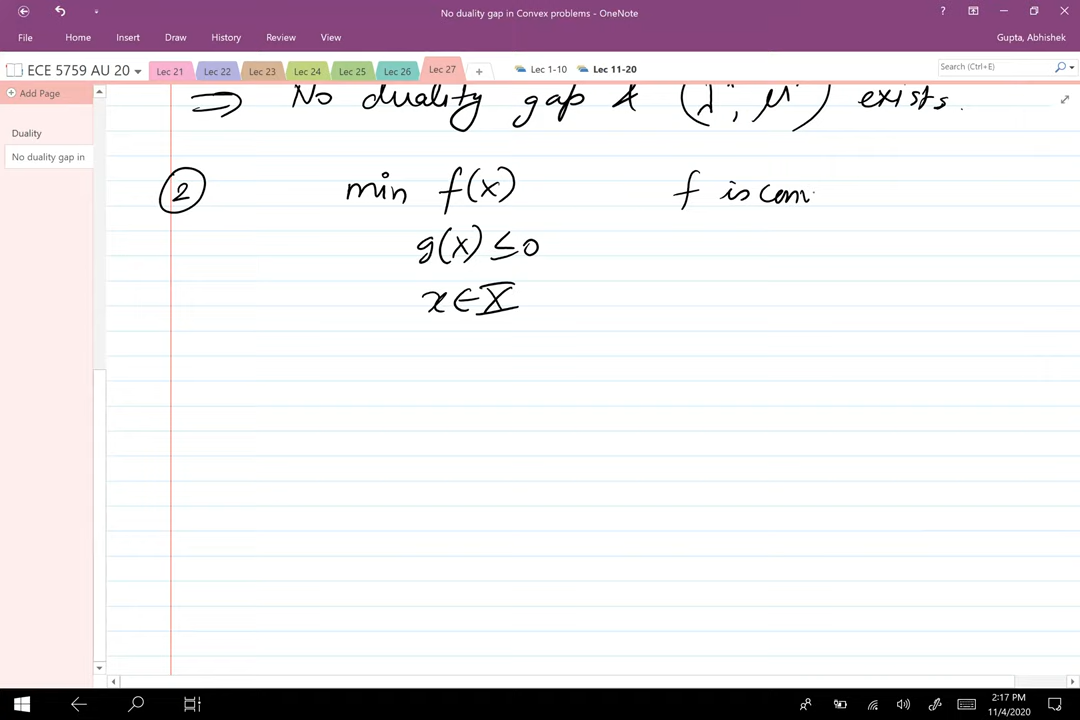 No duality gap in Convex problems - OneNote
?
File Home Insert Draw History Review View
Gupta, Abhishek
ECE 5759 AU 20 Lec 21 Lec 22 Lec 23 Lec 24 Lec 25 Lec 26 Lec 27 + Lec 1-10 Lec 11-20 Search (Ctrl+E)
Add Page
Duality
No duality gap in
⇒ No duality gap & (λ*, μ*) exists.
② min f(x) f is conv
g(x) ≤ 0
x ∈ X
2:17 PM
11/4/2020